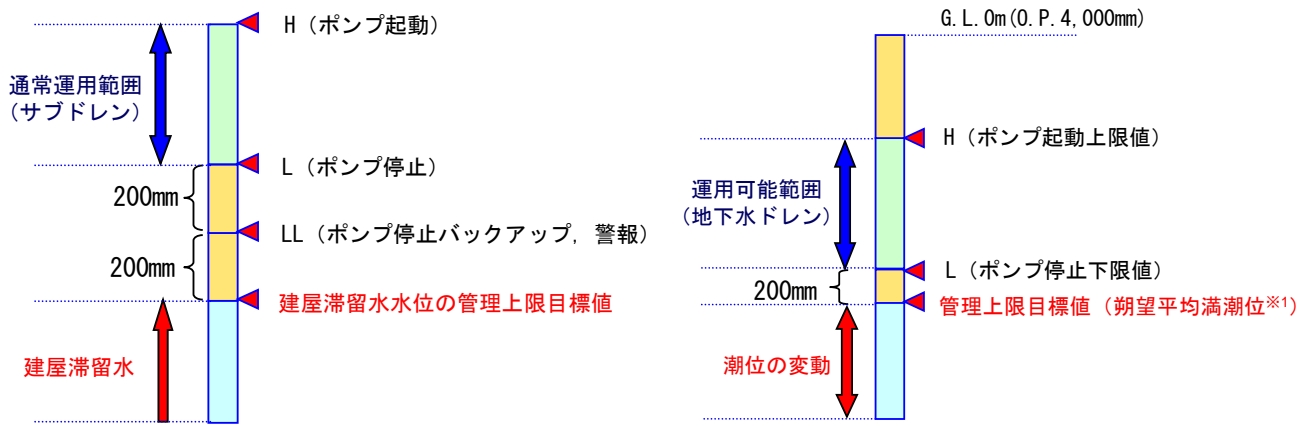 H（ポンプ起動）
通常運用範囲
（サブドレン）
L（ポンプ停止）
200mm
LL（ポンプ停止バックアップ，警報）
200mm
建屋滞留水水位の管理上限目標値
建屋滞留水
G.L.0m(O.P.4,000mm)
H（ポンプ起動上限値）
運用可能範囲
（地下水ドレン）
L（ポンプ停止下限値）
200mm
管理上限目標値（朔望平均満潮位※1）
潮位の変動